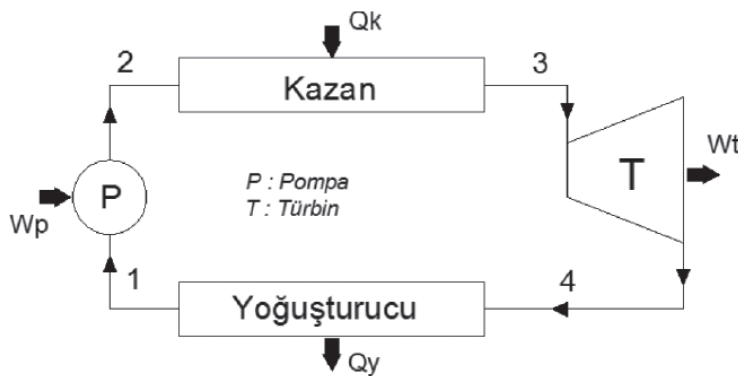 Qk
2
Kazan
3
Wt
T
P
Wp
P : Pompa
T : Türbin
1
Yoğuşturucu
4
Qy